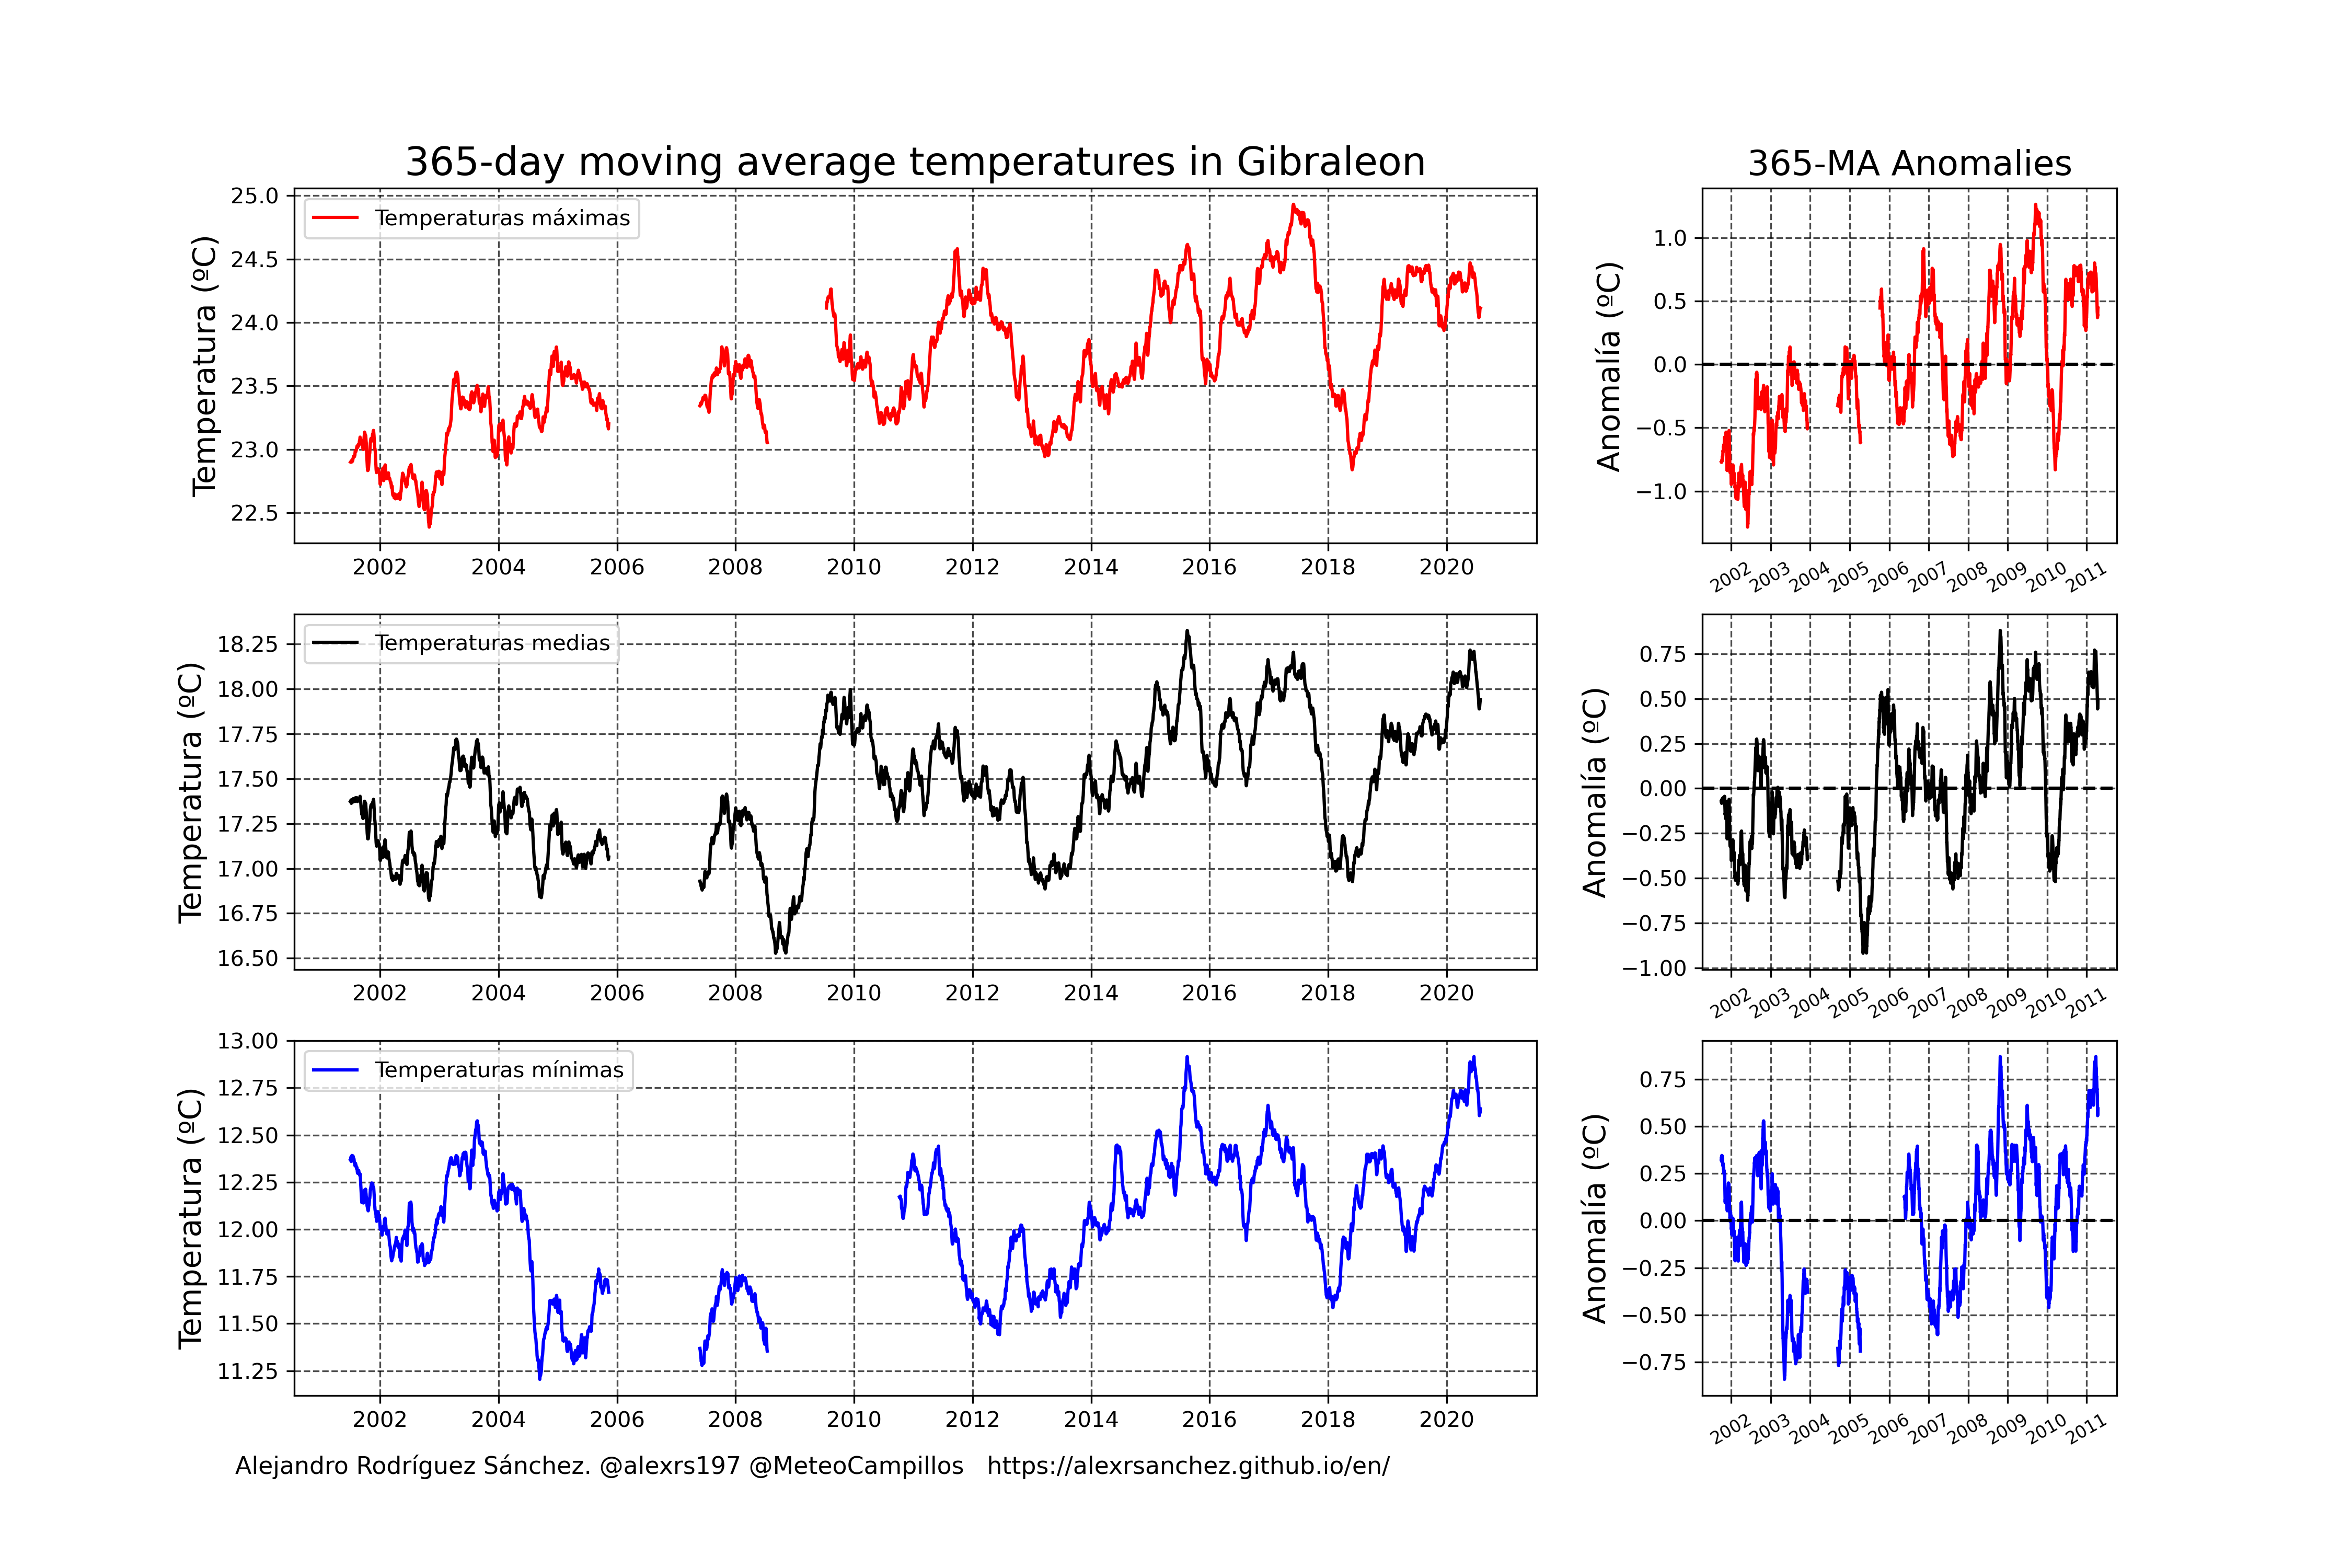 365-day moving average temperatures in Gibraleon
365-MA Anomalies
Temperatura (ºC)
25.0
24.5
24.0
23.5
23.0
22.5
Temperaturas máximas
2002 2004 2006 2008 2010 2012 2014 2016 2018 2020
Anomalía (ºC)
1.0
0.5
0.0
−0.5
−1.0
2002 2003 2004 2005 2006 2007 2008 2009 2010 2011
Temperatura (ºC)
18.25
18.00
17.75
17.50
17.25
17.00
16.75
16.50
Temperaturas medias
2002 2004 2006 2008 2010 2012 2014 2016 2018 2020
Anomalía (ºC)
0.75
0.50
0.25
0.00
−0.25
−0.50
−0.75
−1.00
2002 2003 2004 2005 2006 2007 2008 2009 2010 2011
Temperatura (ºC)
13.00
12.75
12.50
12.25
12.00
11.75
11.50
11.25
Temperaturas mínimas
2002 2004 2006 2008 2010 2012 2014 2016 2018 2020
Anomalía (ºC)
0.75
0.50
0.25
0.00
−0.25
−0.50
−0.75
2002 2003 2004 2005 2006 2007 2008 2009 2010 2011
Alejandro Rodríguez Sánchez. @alexrs197 @MeteoCampillos https://alexrsanchez.github.io/en/